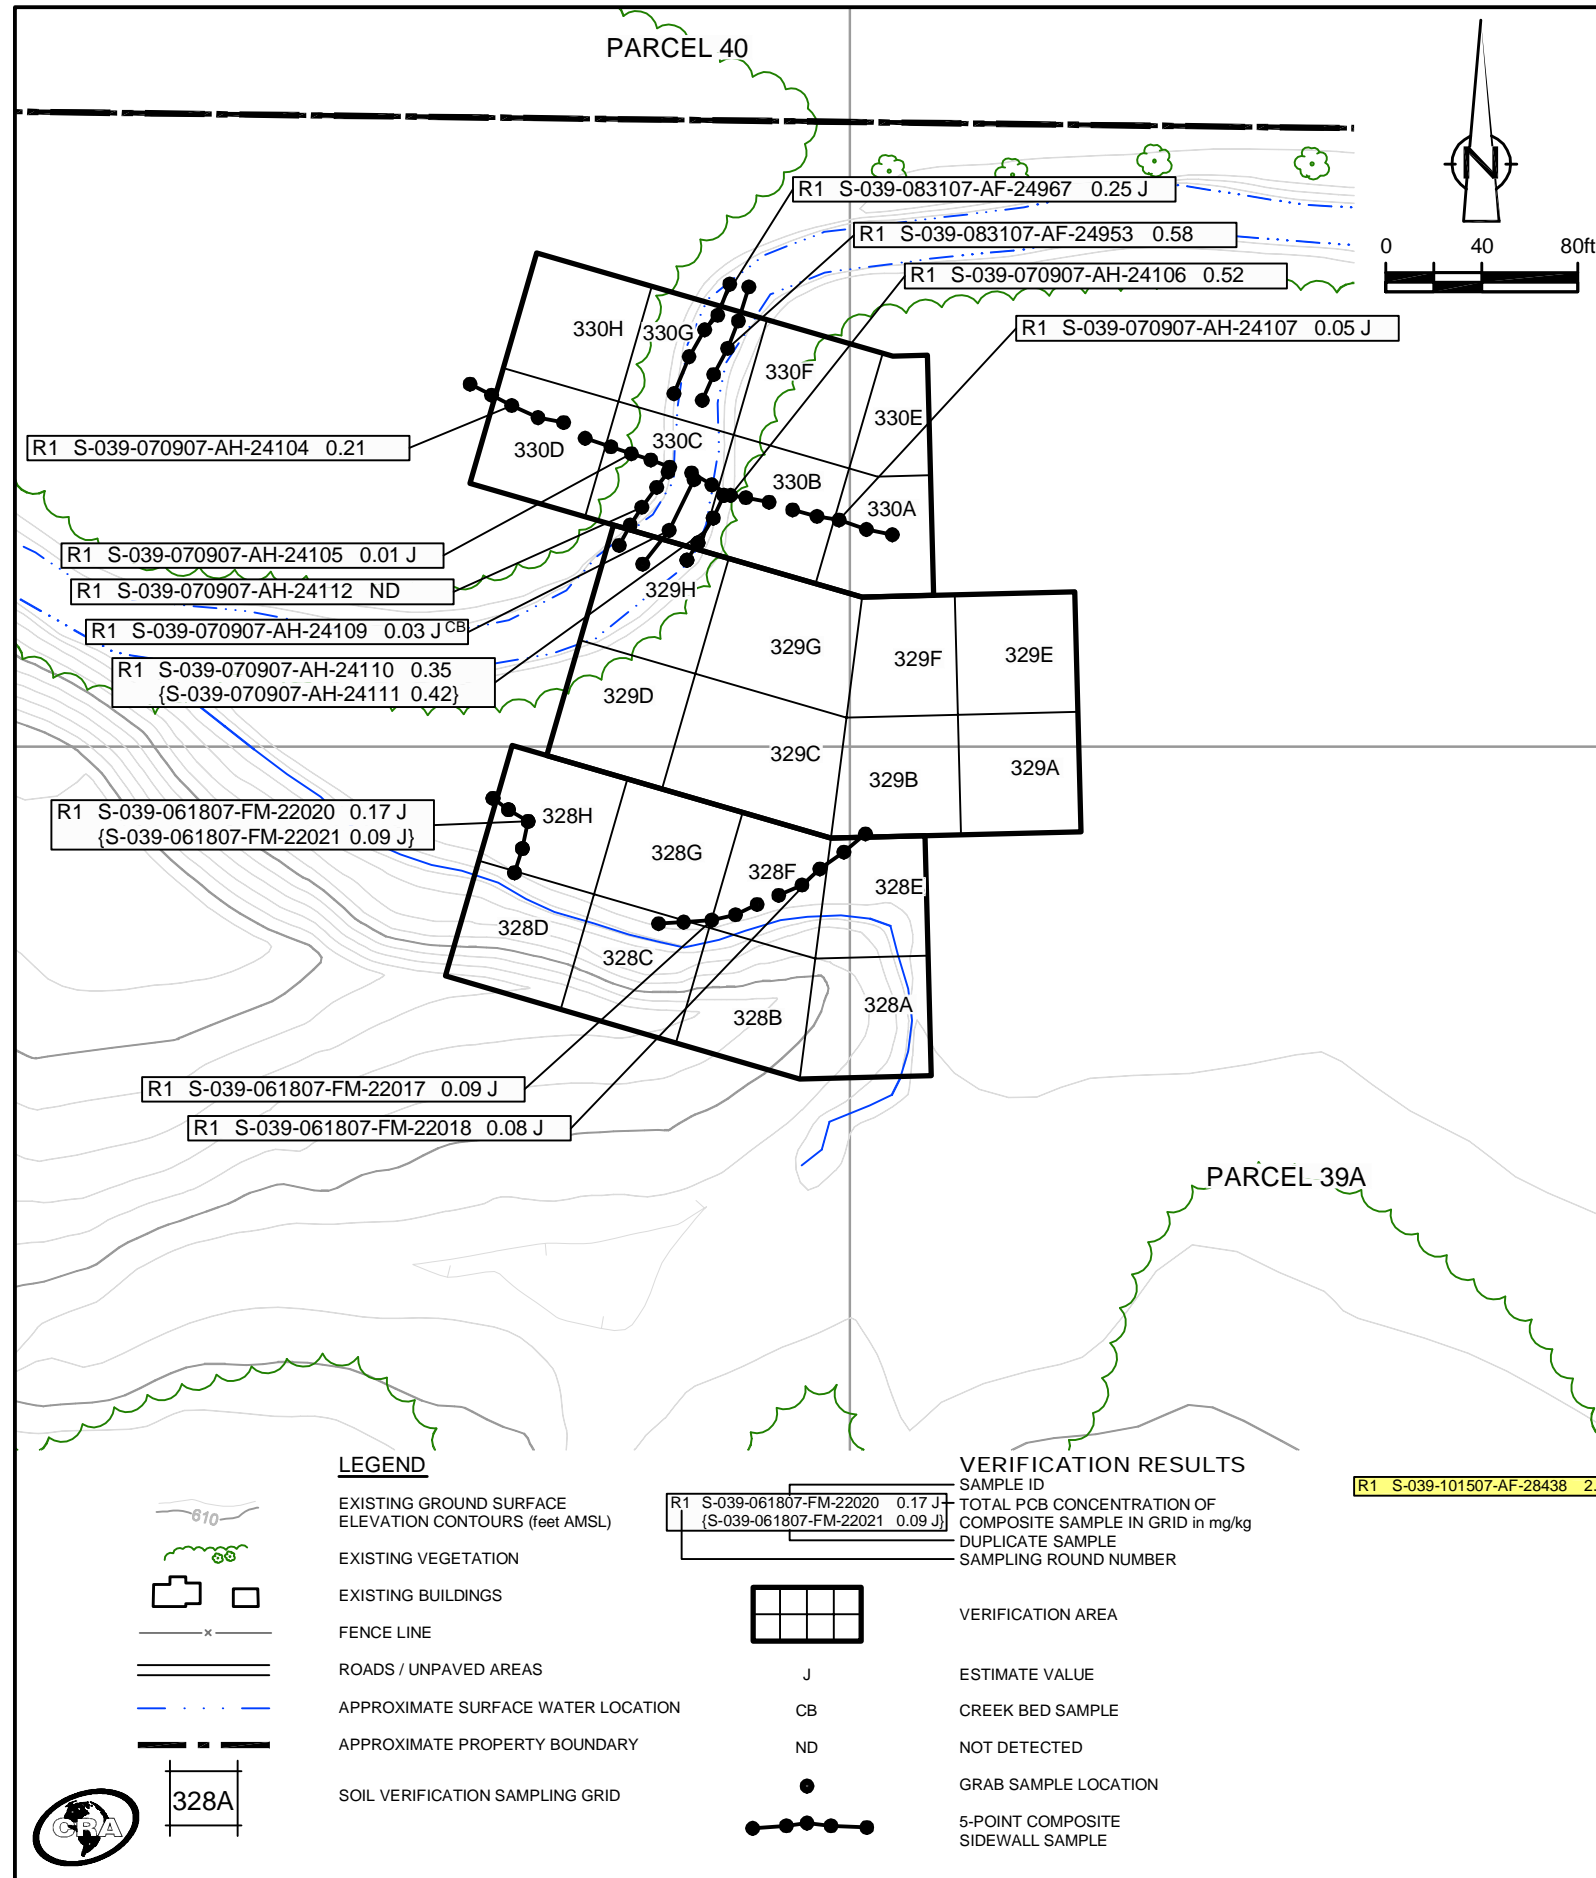 PARCEL 40
N
R1 S-039-083107-AF-24967 0.25 J
R1 S-039-083107-AF-24953 0.58
0 40 80ft
R1 S-039-070907-AH-24106 0.52
R1 S-039-070907-AH-24107 0.05 J
330H
330G
330F
330E
R1 S-039-070907-AH-24104 0.21
330D
330C
330B
330A
R1 S-039-070907-AH-24105 0.01 J
R1 S-039-070907-AH-24112 ND
329H
R1 S-039-070907-AH-24109 0.03 J CB
329G
329F
329E
R1 S-039-070907-AH-24110 0.35
{S-039-070907-AH-24111 0.42}
329D
329C
329B
329A
R1 S-039-061807-FM-22020 0.17 J
{S-039-061807-FM-22021 0.09 J}
328H
328G
328F
328E
328D
328C
328B
328A
R1 S-039-061807-FM-22017 0.09 J
R1 S-039-061807-FM-22018 0.08 J
PARCEL 39A
LEGEND
610
EXISTING GROUND SURFACE
ELEVATION CONTOURS (feet AMSL)
EXISTING VEGETATION
EXISTING BUILDINGS
x
FENCE LINE
ROADS / UNPAVED AREAS
APPROXIMATE SURFACE WATER LOCATION
APPROXIMATE PROPERTY BOUNDARY
328A
SOIL VERIFICATION SAMPLING GRID
CRA
VERIFICATION RESULTS
R1 S-039-061807-FM-22020 0.17 J
{S-039-061807-FM-22021 0.09 J}
SAMPLE ID
TOTAL PCB CONCENTRATION OF
COMPOSITE SAMPLE IN GRID in mg/kg
DUPLICATE SAMPLE
SAMPLING ROUND NUMBER
R1 S-039-101507-AF-28438 2.
VERIFICATION AREA
J ESTIMATE VALUE
CB CREEK BED SAMPLE
ND NOT DETECTED
GRAB SAMPLE LOCATION
5-POINT COMPOSITE
SIDEWALL SAMPLE